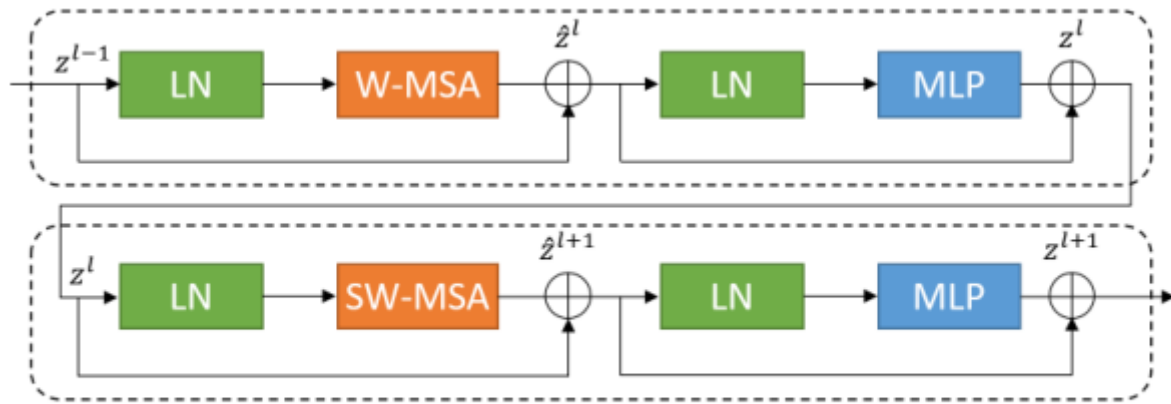 z^{l-1} LN W-MSA ẑ^l LN MLP z^l
z^l LN SW-MSA ẑ^{l+1} LN MLP z^{l+1}